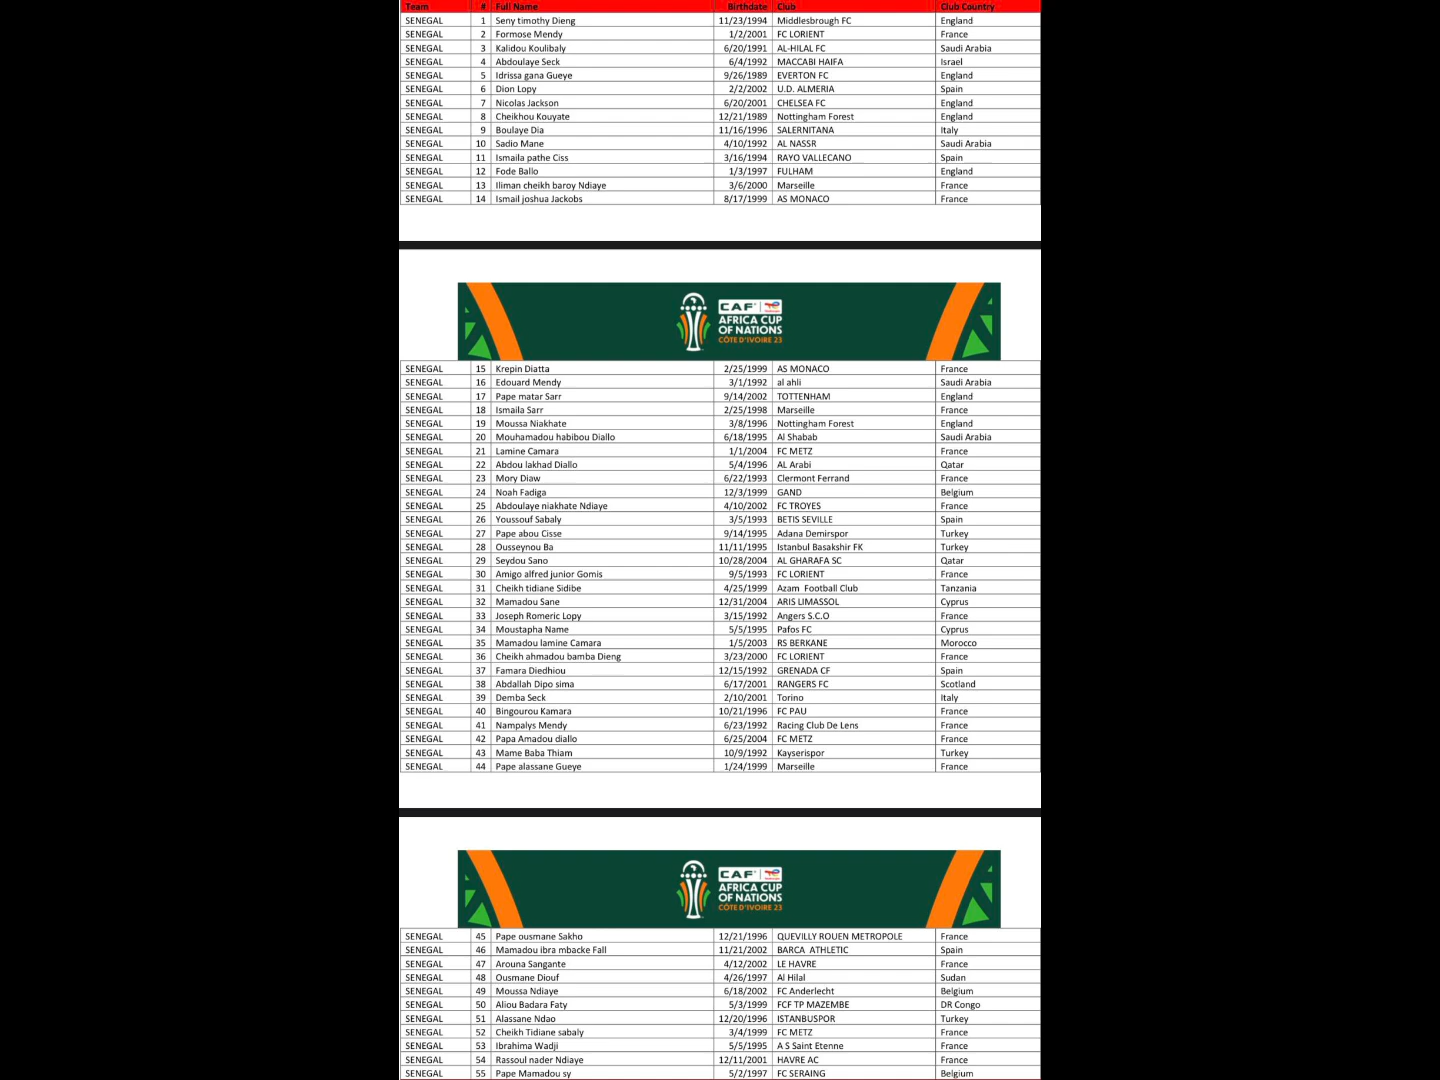 Team # Full Name Birthdate Club Club Country
SENEGAL 1 Seny timothy Dieng 11/23/1994 Middlesbrough FC England
SENEGAL 2 Formose Mendy 1/2/2001 FC LORIENT France
SENEGAL 3 Kalidou Koulibaly 6/20/1991 AL-HILAL FC Saudi Arabia
SENEGAL 4 Abdoulaye Seck 6/4/1992 MACCABI HAIFA Israel
SENEGAL 5 Idrissa gana Gueye 9/26/1989 EVERTON FC England
SENEGAL 6 Dion Lopy 2/2/2002 U.D. ALMERIA Spain
SENEGAL 7 Nicolas Jackson 6/20/2001 CHELSEA FC England
SENEGAL 8 Cheikhou Kouyate 12/21/1989 Nottingham Forest England
SENEGAL 9 Boulaye Dia 11/16/1996 SALERNITANA Italy
SENEGAL 10 Sadio Mane 4/10/1992 AL NASSR Saudi Arabia
SENEGAL 11 Ismaila pathe Ciss 3/16/1994 RAYO VALLECANO Spain
SENEGAL 12 Fode Ballo 1/3/1997 FULHAM England
SENEGAL 13 Iliman cheikh baroy Ndiaye 3/6/2000 Marseille France
SENEGAL 14 Ismail joshua Jackobs 8/17/1999 AS MONACO France
CAF
AFRICA CUP
OF NATIONS
CÔTE D'IVOIRE 23
SENEGAL 15 Krepin Diatta 2/25/1999 AS MONACO France
SENEGAL 16 Edouard Mendy 3/1/1992 al ahli Saudi Arabia
SENEGAL 17 Pape matar Sarr 9/14/2002 TOTTENHAM England
SENEGAL 18 Ismaila Sarr 2/25/1998 Marseille France
SENEGAL 19 Moussa Niakhate 3/8/1996 Nottingham Forest England
SENEGAL 20 Mouhamadou habibou Diallo 6/18/1995 Al Shabab Saudi Arabia
SENEGAL 21 Lamine Camara 1/1/2004 FC METZ France
SENEGAL 22 Abdou lakhad Diallo 5/4/1996 AL Arabi Qatar
SENEGAL 23 Mory Diaw 6/22/1993 Clermont Ferrand France
SENEGAL 24 Noah Fadiga 12/3/1999 GAND Belgium
SENEGAL 25 Abdoulaye niakhate Ndiaye 4/10/2002 FC TROYES France
SENEGAL 26 Youssouf Sabaly 3/5/1993 BETIS SEVILLE Spain
SENEGAL 27 Pape abou Cisse 9/14/1995 Adana Demirspor Turkey
SENEGAL 28 Ousseynou Ba 11/11/1995 Istanbul Basakshir FK Turkey
SENEGAL 29 Seydou Sano 10/28/2004 AL GHARAFA SC Qatar
SENEGAL 30 Amigo alfred junior Gomis 9/5/1993 FC LORIENT France
SENEGAL 31 Cheikh tidiane Sidibe 4/25/1999 Azam Football Club Tanzania
SENEGAL 32 Mamadou Sane 12/31/2004 ARIS LIMASSOL Cyprus
SENEGAL 33 Joseph Romeric Lopy 3/15/1992 Angers S.C.O France
SENEGAL 34 Moustapha Name 5/5/1995 Pafos FC Cyprus
SENEGAL 35 Mamadou lamine Camara 1/5/2003 RS BERKANE Morocco
SENEGAL 36 Cheikh ahmadou bamba Dieng 3/23/2000 FC LORIENT France
SENEGAL 37 Famara Diedhiou 12/15/1992 GRENADA CF Spain
SENEGAL 38 Abdallah Dipo sima 6/17/2001 RANGERS FC Scotland
SENEGAL 39 Demba Seck 2/10/2001 Torino Italy
SENEGAL 40 Bingourou Kamara 10/21/1996 FC PAU France
SENEGAL 41 Nampalys Mendy 6/23/1992 Racing Club De Lens France
SENEGAL 42 Papa Amadou diallo 6/25/2004 FC METZ France
SENEGAL 43 Mame Baba Thiam 10/9/1992 Kayserispor Turkey
SENEGAL 44 Pape alassane Gueye 1/24/1999 Marseille France
CAF
AFRICA CUP
OF NATIONS
CÔTE D'IVOIRE 23
SENEGAL 45 Pape ousmane Sakho 12/21/1996 QUEVILLY ROUEN METROPOLE France
SENEGAL 46 Mamadou ibra mbacke Fall 11/21/2002 BARCA ATHLETIC Spain
SENEGAL 47 Arouna Sangante 4/12/2002 LE HAVRE France
SENEGAL 48 Ousmane Diouf 4/26/1997 Al Hilal Sudan
SENEGAL 49 Moussa Ndiaye 6/18/2002 FC Anderlecht Belgium
SENEGAL 50 Aliou Badara Faty 5/3/1999 FCF TP MAZEMBE DR Congo
SENEGAL 51 Alassane Ndao 12/20/1996 ISTANBUSPOR Turkey
SENEGAL 52 Cheikh Tidiane sabaly 3/4/1999 FC METZ France
SENEGAL 53 Ibrahima Wadji 5/5/1995 A S Saint Etenne France
SENEGAL 54 Rassoul nader Ndiaye 12/11/2001 HAVRE AC France
SENEGAL 55 Pape Mamadou sy 5/2/1997 FC SERAING Belgium